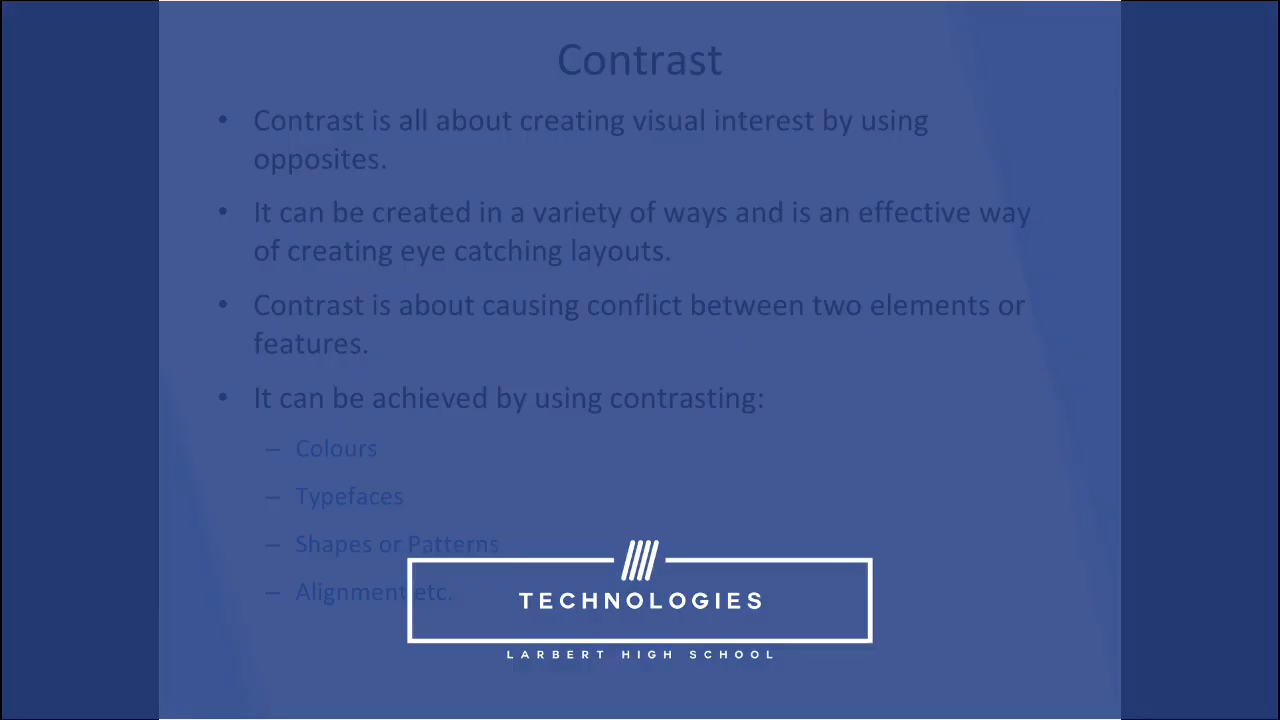 Contrast
• Contrast is all about creating visual interest by using
opposites.
• It can be created in a variety of ways and is an effective way
of creating eye catching layouts.
• Contrast is about causing conflict between two elements or
features.
• It can be achieved by using contrasting:
– Colours
– Typefaces
– Shapes or Patterns
– Alignment etc.
TECHNOLOGIES
LARBERT HIGH SCHOOL